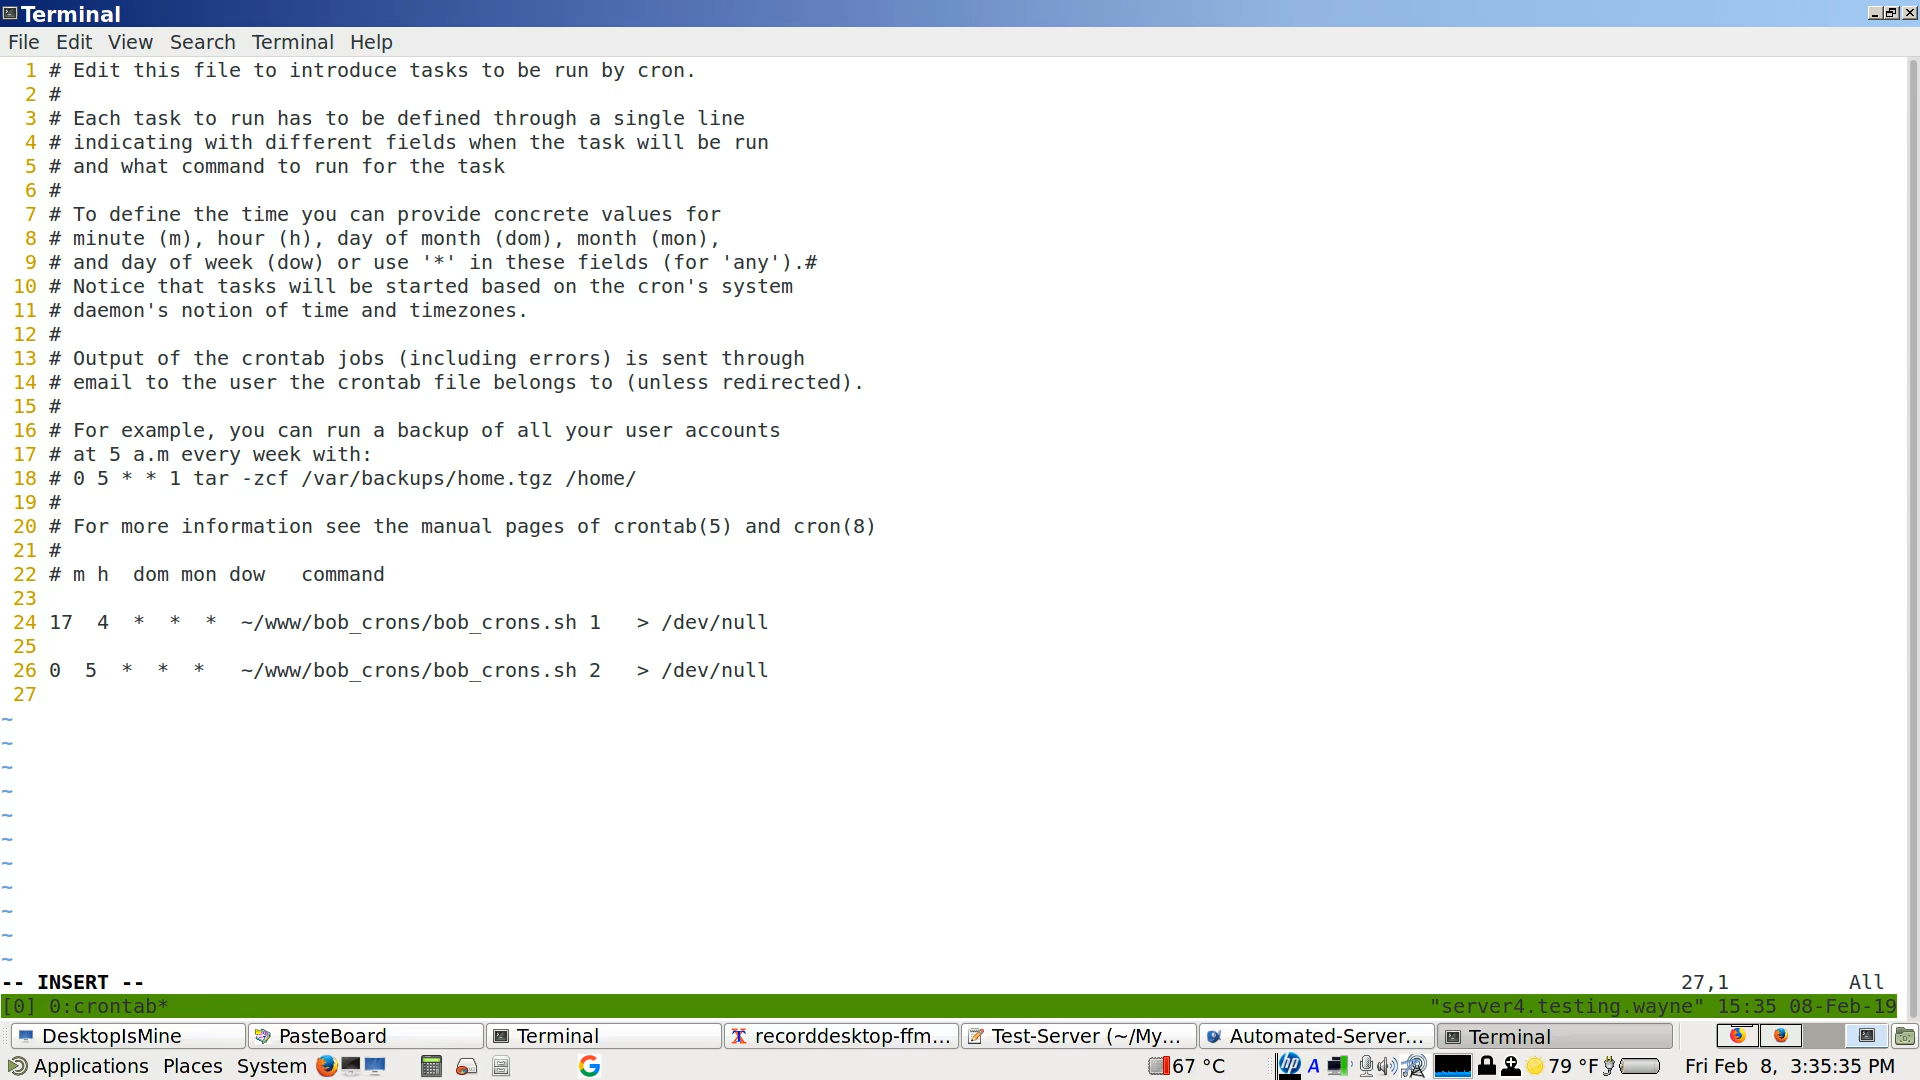 Terminal
File Edit View Search Terminal Help
1 # Edit this file to introduce tasks to be run by cron.
2 #
3 # Each task to run has to be defined through a single line
4 # indicating with different fields when the task will be run
5 # and what command to run for the task
6 #
7 # To define the time you can provide concrete values for
8 # minute (m), hour (h), day of month (dom), month (mon),
9 # and day of week (dow) or use '*' in these fields (for 'any').#
10 # Notice that tasks will be started based on the cron's system
11 # daemon's notion of time and timezones.
12 #
13 # Output of the crontab jobs (including errors) is sent through
14 # email to the user the crontab file belongs to (unless redirected).
15 #
16 # For example, you can run a backup of all your user accounts
17 # at 5 a.m every week with:
18 # 0 5 * * 1 tar -zcf /var/backups/home.tgz /home/
19 #
20 # For more information see the manual pages of crontab(5) and cron(8)
21 #
22 # m h  dom mon dow   command
23
24 17  4  *  *  *  ~/www/bob_crons/bob_crons.sh 1   > /dev/null
25
26 0  5  *  *  *   ~/www/bob_crons/bob_crons.sh 2   > /dev/null
27
~
~
~
~
~
~
~
~
~
~
~
-- INSERT -- 27,1 All
[0] 0:crontab* "server4.testing.wayne" 15:35 08-Feb-19
DesktopIsMine PasteBoard Terminal recorddesktop-ffm... Test-Server (~/My... Automated-Server... Terminal
Applications Places System G 67 °C hp A 79 °F Fri Feb 8, 3:35:35 PM